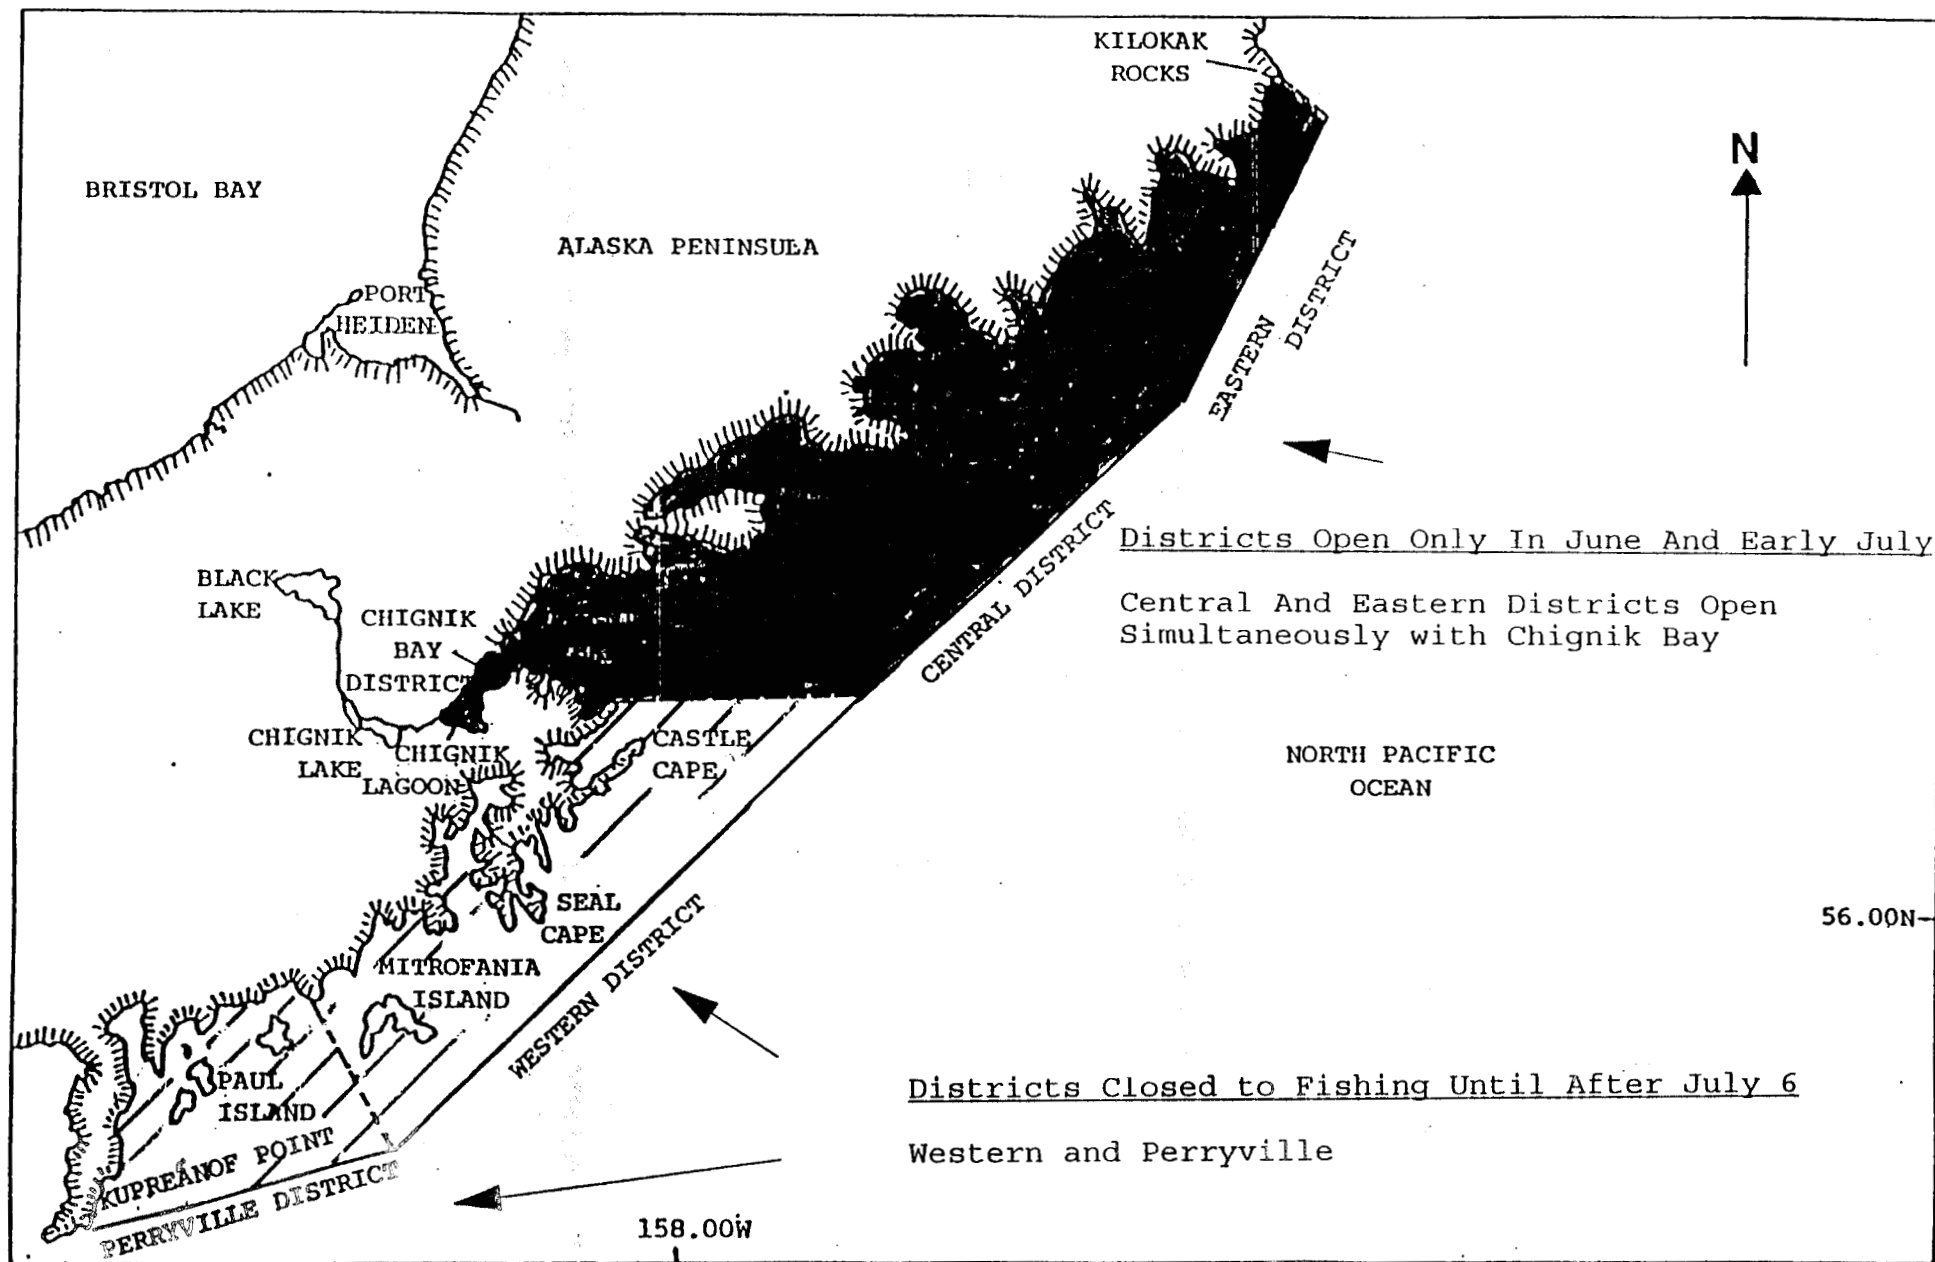 KILOKAK
ROCKS
N
BRISTOL BAY
ALASKA PENINSULA
PORT
HEIDEN
EASTERN
DISTRICT
Districts Open Only In June And Early July
Central And Eastern Districts Open
Simultaneously with Chignik Bay
CENTRAL DISTRICT
BLACK
LAKE
CHIGNIK
BAY
DISTRICT
CHIGNIK
LAKE
CHIGNIK
LAGOON
CASTLE
CAPE
NORTH PACIFIC
OCEAN
SEAL
CAPE
56.00N
MITROFANIA
ISLAND
WESTERN DISTRICT
PAUL
ISLAND
Districts Closed to Fishing Until After July 6
Western and Perryville
KUPREANOF POINT
PERRYVILLE DISTRICT
158.00W